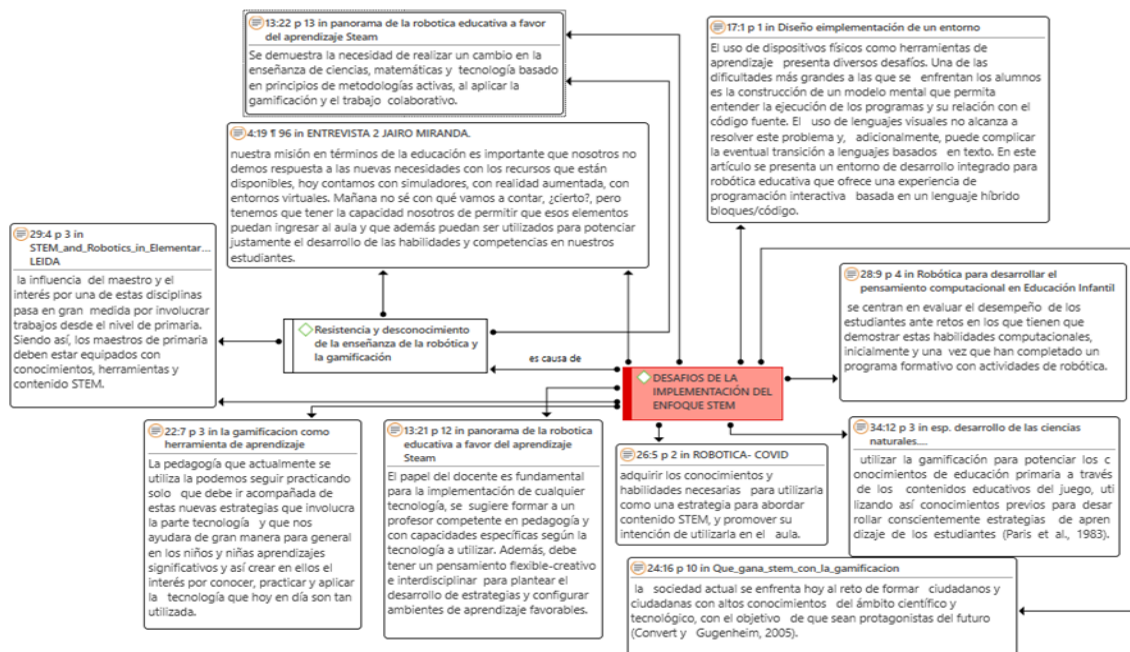 13:22 p 13 in panorama de la robotica educativa a favor
del aprendizaje Steam
Se demuestra la necesidad de realizar un cambio en la
enseñanza de ciencias, matemáticas y tecnología basado
en principios de metodologías activas, al aplicar la
gamificación y el trabajo colaborativo.
17:1 p 1 in Diseño eimplementación de un entorno
El uso de dispositivos físicos como herramientas de
aprendizaje presenta diversos desafíos. Una de las
dificultades más grandes a las que se enfrentan los alumnos
es la construcción de un modelo mental que permita
entender la ejecución de los programas y su relación con el
código fuente. El uso de lenguajes visuales no alcanza a
resolver este problema y, adicionalmente, puede complicar
la eventual transición a lenguajes basados en texto. En este
artículo se presenta un entorno de desarrollo integrado para
robótica educativa que ofrece una experiencia de
programación interactiva basada en un lenguaje híbrido
bloques/código.
4:19 ¶ 96 in ENTREVISTA 2 JAIRO MIRANDA.
nuestra misión en términos de la educación es importante que nosotros no
demos respuesta a las nuevas necesidades con los recursos que están
disponibles, hoy contamos con simuladores, con realidad aumentada, con
entornos virtuales. Mañana no sé con qué vamos a contar, ¿cierto?, pero
tenemos que tener la capacidad nosotros de permitir que esos elementos
puedan ingresar al aula y que además puedan ser utilizados para potenciar
justamente el desarrollo de las habilidades y competencias en nuestros
estudiantes.
29:4 p 3 in
STEM_and_Robotics_in_Elementar...
LEIDA
la influencia del maestro y el
interés por una de estas disciplinas
pasa en gran medida por involucrar
trabajos desde el nivel de primaria.
Siendo así, los maestros de primaria
deben estar equipados con
conocimientos, herramientas y
contenido STEM.
28:9 p 4 in Robótica para desarrollar el
pensamiento computacional en Educación Infantil
se centran en evaluar el desempeño de los
estudiantes ante retos en los que tienen que
demostrar estas habilidades computacionales,
inicialmente y una vez que han completado un
programa formativo con actividades de robótica.
Resistencia y desconocimiento
de la enseñanza de la robótica y
la gamificación
es causa de
DESAFIOS DE LA
IMPLEMENTACIÓN DEL
ENFOQUE STEM
22:7 p 3 in la gamificacion como
herramienta de aprendizaje
La pedagogía que actualmente se
utiliza la podemos seguir practicando
solo que debe ir acompañada de
estas nuevas estrategias que involucra
la parte tecnología y que nos
ayudara de gran manera para general
en los niños y niñas aprendizajes
significativos y así crear en ellos el
interés por conocer, practicar y aplicar
la tecnología que hoy en día son tan
utilizada.
13:21 p 12 in panorama de la robotica
educativa a favor del aprendizaje
Steam
El papel del docente es fundamental
para la implementación de cualquier
tecnología, se sugiere formar a un
profesor competente en pedagogía y
con capacidades específicas según la
tecnología a utilizar. Además, debe
tener un pensamiento flexible-creativo
e interdisciplinar para plantear el
desarrollo de estrategias y configurar
ambientes de aprendizaje favorables.
26:5 p 2 in ROBOTICA- COVID
adquirir los conocimientos y
habilidades necesarias para utilizarla
como una estrategia para abordar
contenido STEM, y promover su
intención de utilizarla en el aula.
34:12 p 3 in esp. desarrollo de las ciencias
naturales....
utilizar la gamificación para potenciar los c
onocimientos de educación primaria a través
de los contenidos educativos del juego, uti
lizando así conocimientos previos para desar
rollar conscientemente estrategias de apren
dizaje de los estudiantes (Paris et al., 1983).
24:16 p 10 in Que_gana_stem_con_la_gamificacion
la sociedad actual se enfrenta hoy al reto de formar ciudadanos y
ciudadanas con altos conocimientos del ámbito científico y
tecnológico, con el objetivo de que sean protagonistas del futuro
(Convert y Gugenheim, 2005).